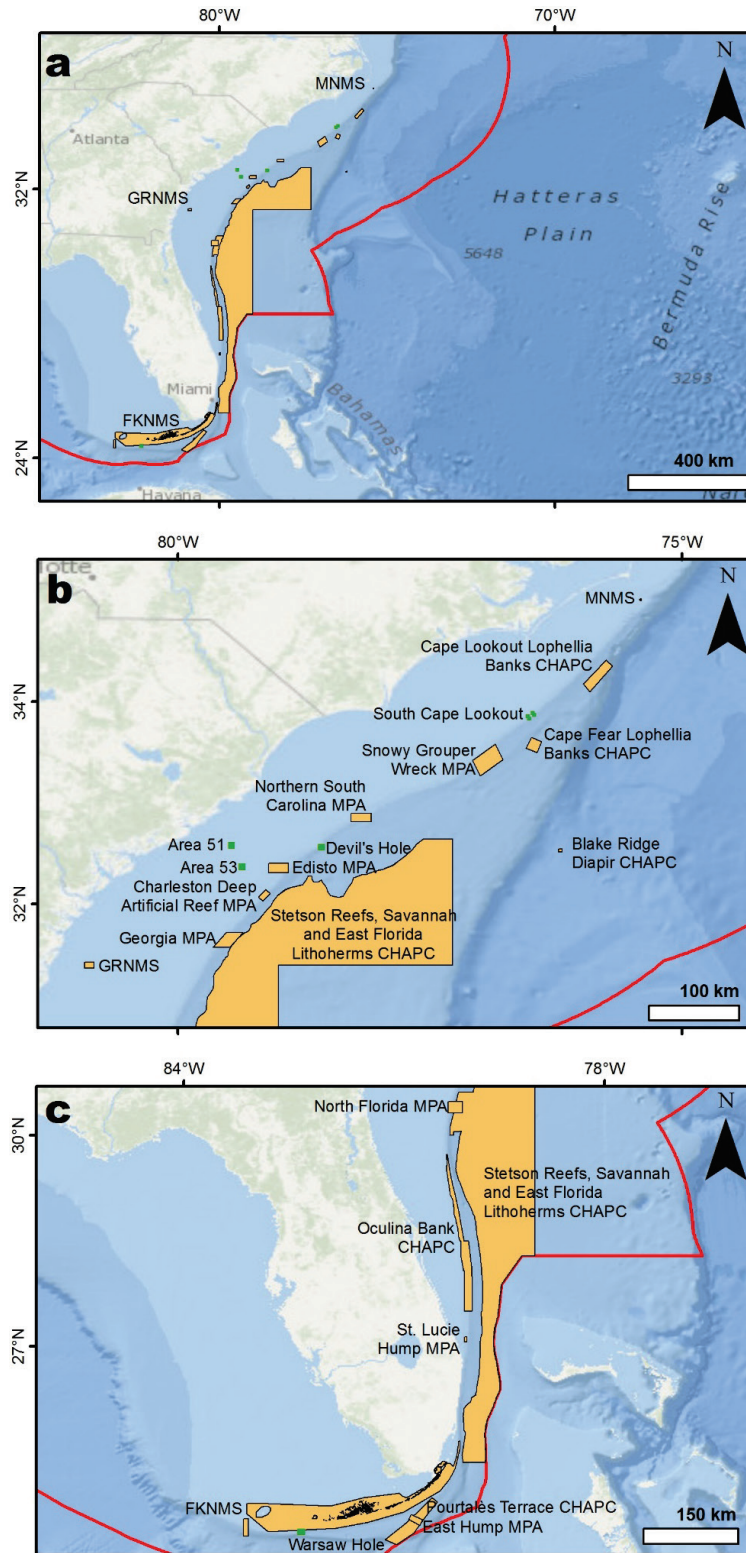 80°W
70°W
a
N
MNMS
Atlanta
32°N
GRNMS
Hatteras
Plain
5648
Bermuda Rise
3293
Miami
Bahamas
FKNMS
24°N
Havana
400 km
80°W
75°W
b
N
MNMS
Cape Lookout Lophellia
Banks CHAPC
34°N
South Cape Lookout
Cape Fear Lophellia
Banks CHAPC
Snowy Grouper
Wreck MPA
Northern South
Carolina MPA
Area 51
Devil's Hole
Blake Ridge
Diapir CHAPC
Area 53
Edisto MPA
Charleston Deep
Artificial Reef MPA
32°N
Stetson Reefs, Savannah
and East Florida
Lithoherms CHAPC
Georgia MPA
GRNMS
100 km
84°W
78°W
c
N
North Florida MPA
30°N
Stetson Reefs, Savannah
and East Florida
Lithoherms CHAPC
Oculina Bank
CHAPC
27°N
St. Lucie
Hump MPA
FKNMS
Pourtales Terrace CHAPC
East Hump MPA
Warsaw Hole
150 km